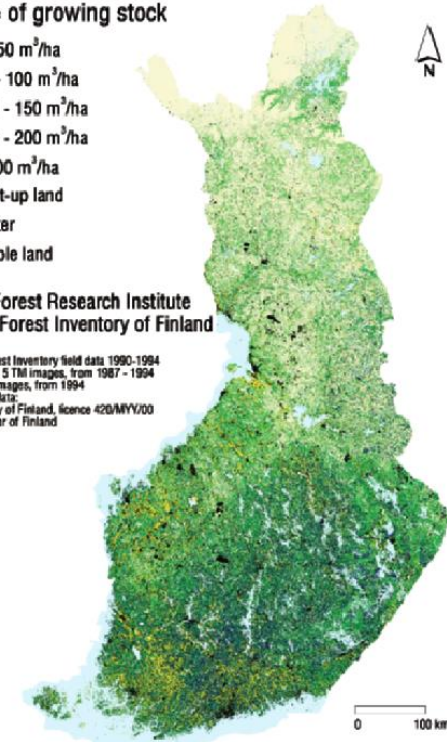 of growing stock
50 m³/ha
- 100 m³/ha
- 150 m³/ha
- 200 m³/ha
00 m³/ha
t-up land
ter
ble land
N
Forest Research Institute
Forest Inventory of Finland
est Inventory field data 1990-1994
5 TM images, from 1987 - 1994
mages, from 1994
data:
y of Finland, licence 420/MYY/00
er of Finland
0 100 km